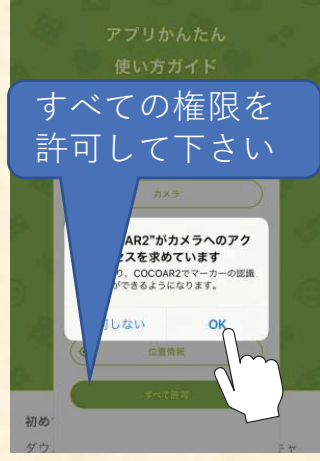 アプリかんたん
使い方ガイド
すべての権限を
許可して下さい
カメラ
AR2"がカメラへのアク
セスを求めています
り、COCOAR2でマーカーの認識
ができるようになります。
しない
OK
位置情報
すべて許可
初め
ダウ